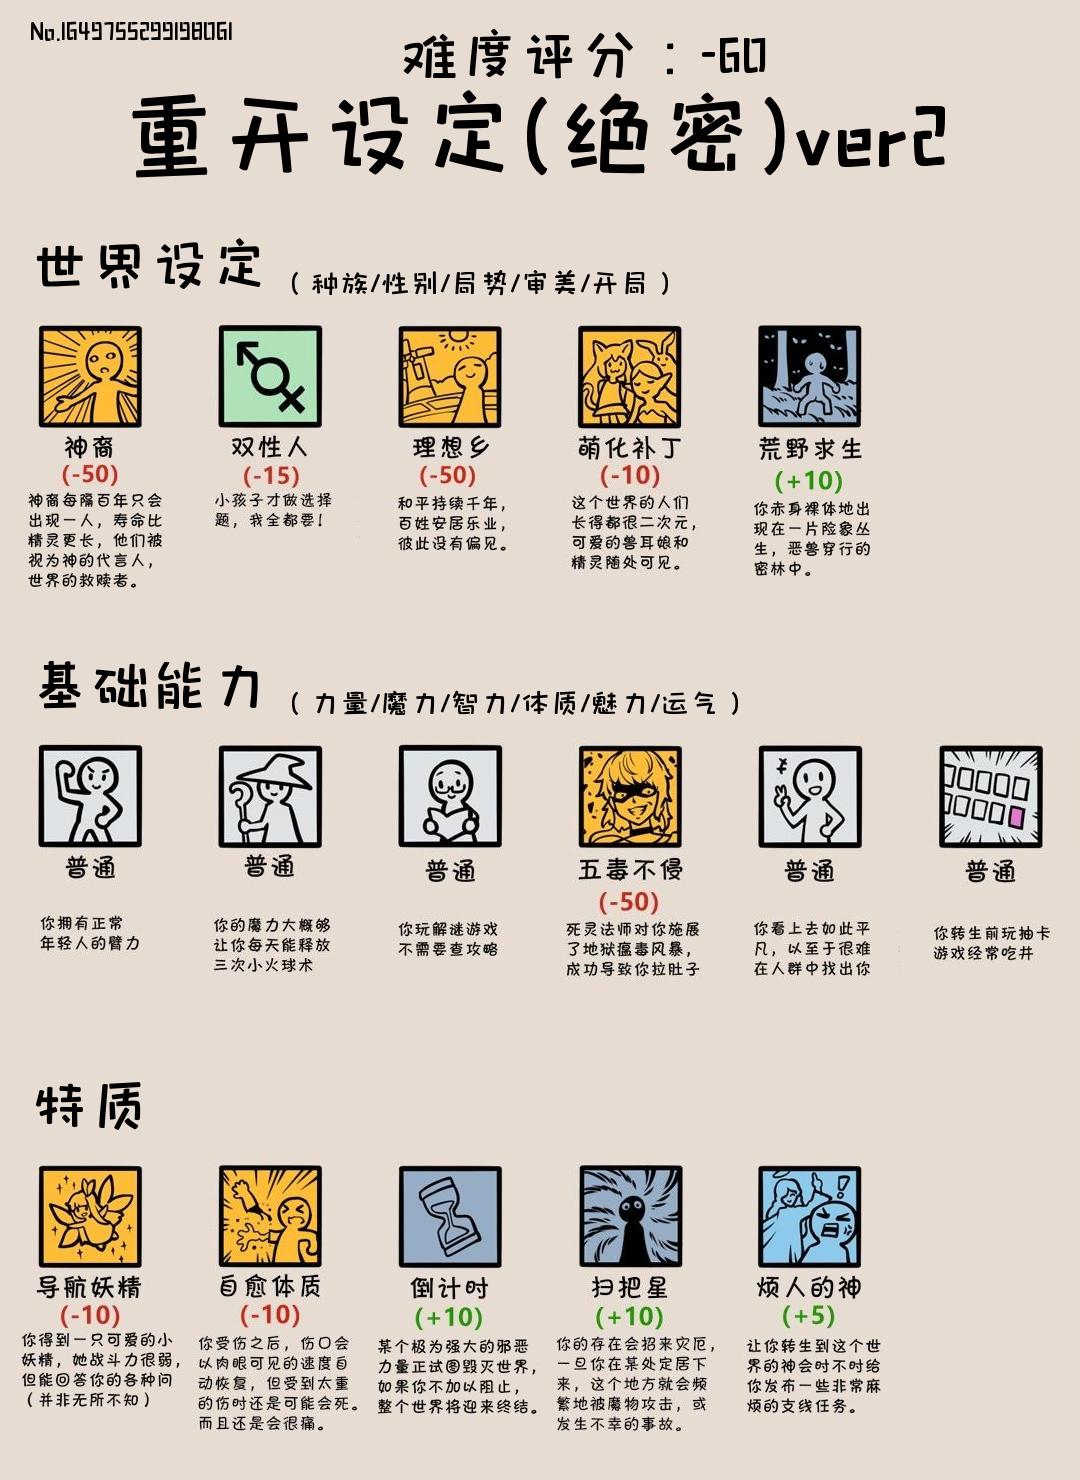 No.1649755299198061
难度评分：-60
重开设定(绝密)ver2
世界设定（种族/性别/局势/审美/开局）
神裔
(-50)
神裔每隔百年只会
出现一人，寿命比
精灵更长，他们被
视为神的代言人，
世界的救赎者。
双性人
(-15)
小孩子才做选择
题，我全都要！
理想乡
(-50)
和平持续千年，
百姓安居乐业，
彼此没有偏见。
萌化补丁
(-10)
这个世界的人们
长得都很二次元，
可爱的兽耳娘和
精灵随处可见。
荒野求生
(+10)
你赤身裸体地出
现在一片险象丛
生，恶兽穿行的
密林中。
基础能力（力量/魔力/智力/体质/魅力/运气）
普通
你拥有正常
年轻人的臂力
普通
你的魔力大概够
让你每天能释放
三次小火球术
普通
你玩解谜游戏
不需要查攻略
五毒不侵
(-50)
死灵法师对你施展
了地狱瘟毒风暴，
成功导致你拉肚子
普通
你看上去如此平
凡，以至于很难
在人群中找出你
普通
你转生前玩抽卡
游戏经常吃井
特质
导航妖精
(-10)
你得到一只可爱的小
妖精，她战斗力很弱，
但能回答你的各种问
（并非无所不知）
自愈体质
(-10)
你受伤之后，伤口会
以肉眼可见的速度自
动恢复，但受到太重
的伤时还是可能会死。
而且还是会很痛。
倒计时
(+10)
某个极为强大的邪恶
力量正试图毁灭世界，
如果你不加以阻止，
整个世界将迎来终结。
扫把星
(+10)
你的存在会招来灾厄，
一旦你在某处定居下
来，这个地方就会频
繁地被魔物攻击，或
发生不幸的事故。
烦人的神
(+5)
让你转生到这个世
界的神会时不时给
你发布一些非常麻
烦的支线任务。